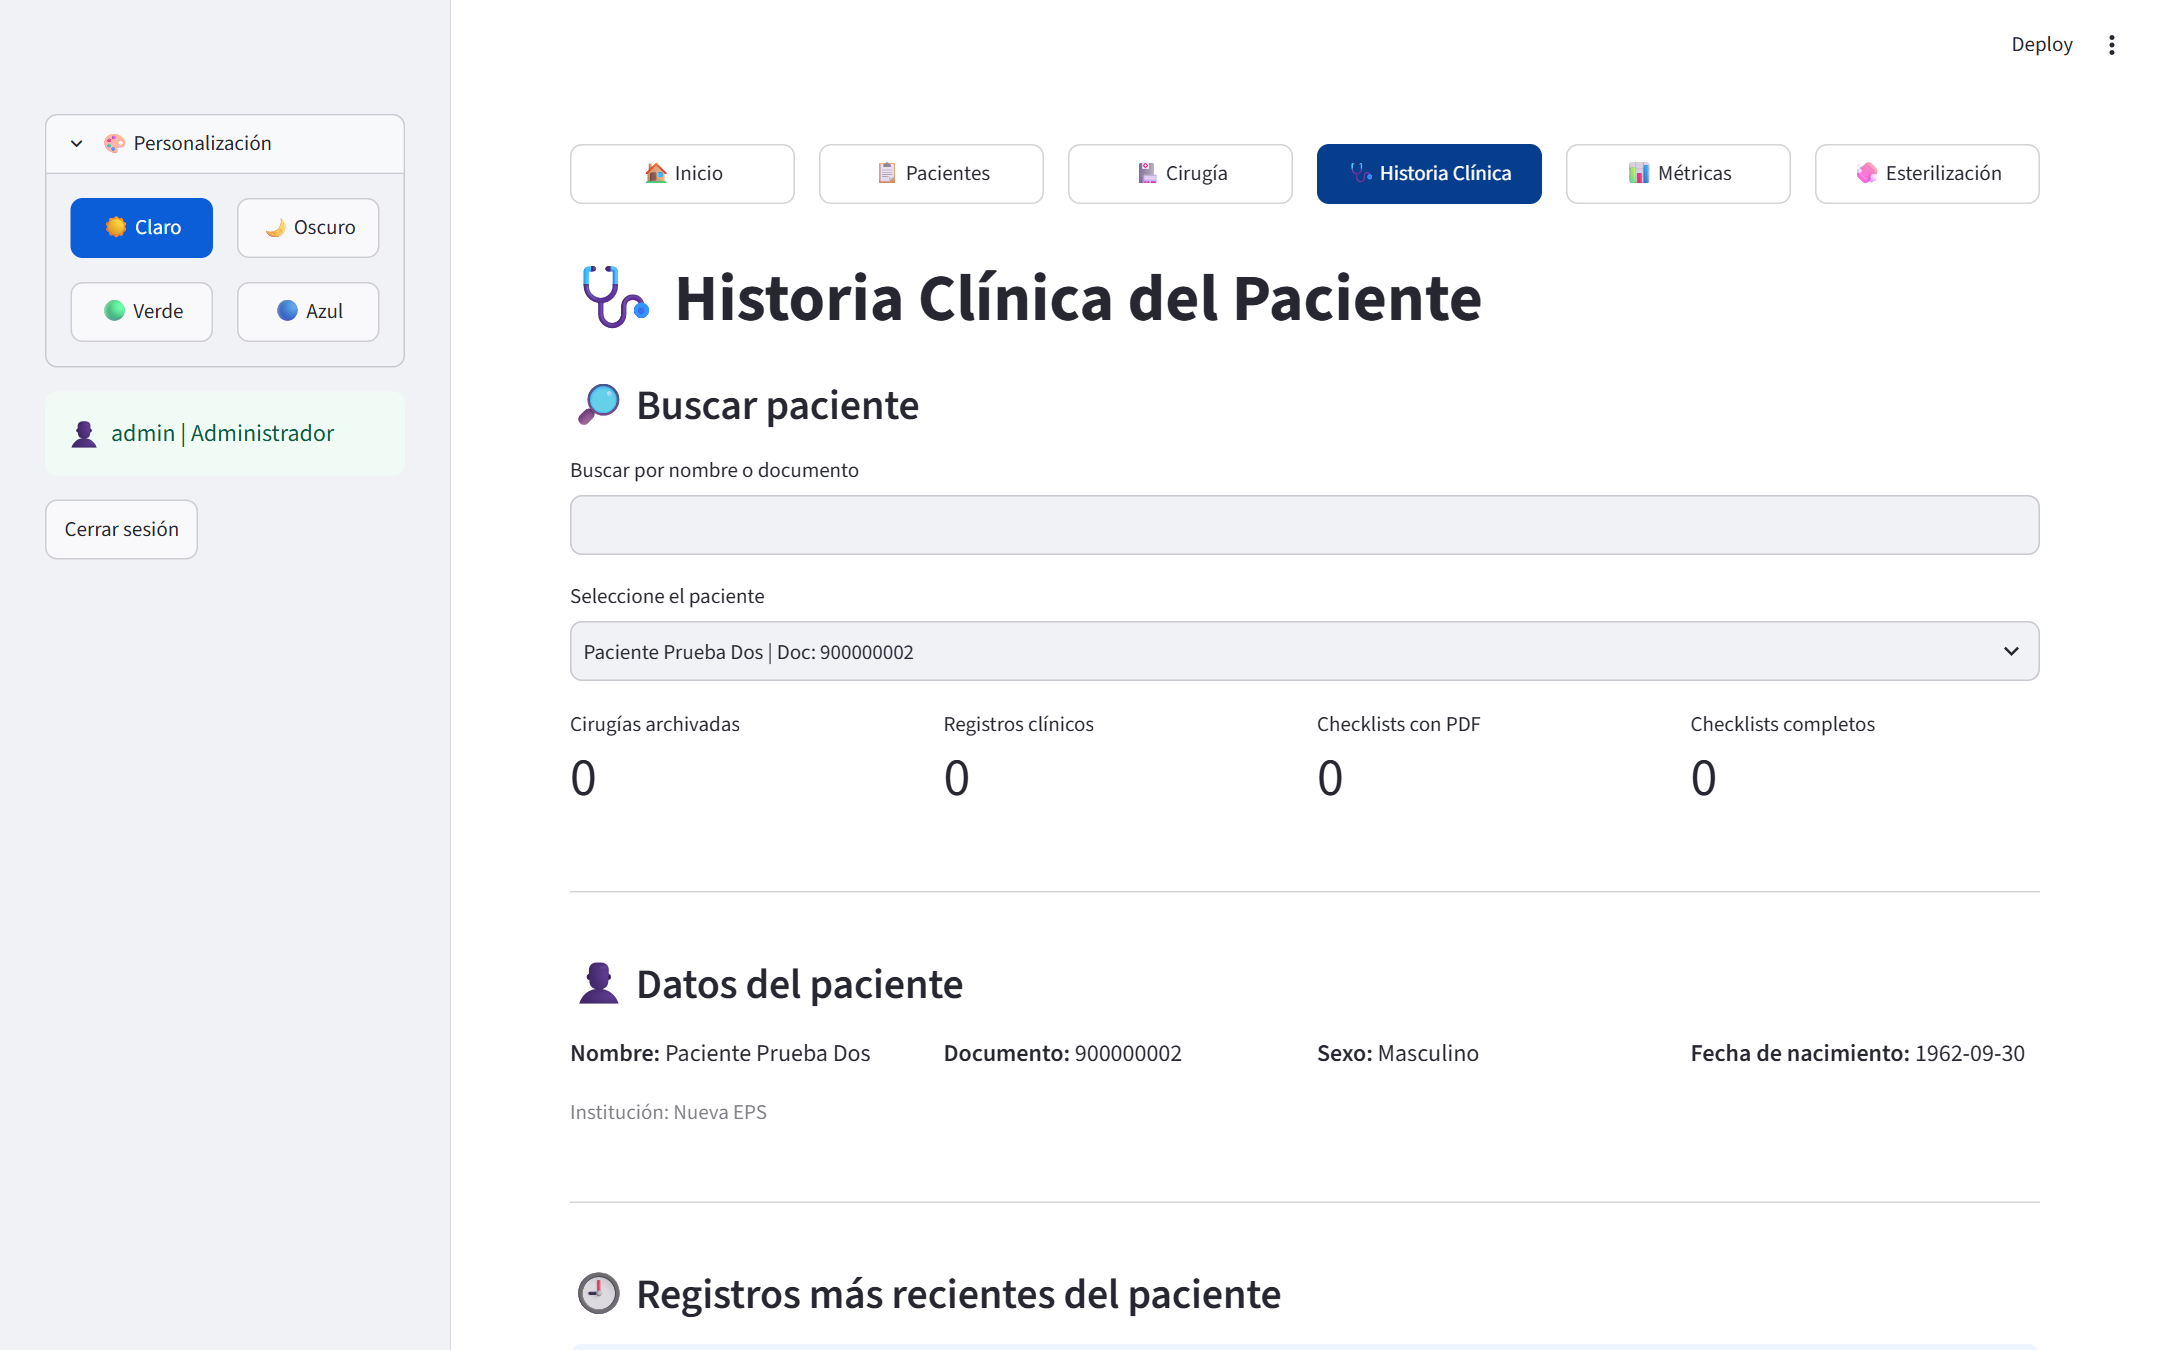 Deploy
Personalización
Claro
Oscuro
Verde
Azul
admin | Administrador
Cerrar sesión
Inicio
Pacientes
Cirugía
Historia Clínica
Métricas
Esterilización
Historia Clínica del Paciente
Buscar paciente
Buscar por nombre o documento
Seleccione el paciente
Paciente Prueba Dos | Doc: 900000002
Cirugías archivadas
0
Registros clínicos
0
Checklists con PDF
0
Checklists completos
0
Datos del paciente
Nombre: Paciente Prueba Dos
Documento: 900000002
Sexo: Masculino
Fecha de nacimiento: 1962-09-30
Institución: Nueva EPS
Registros más recientes del paciente